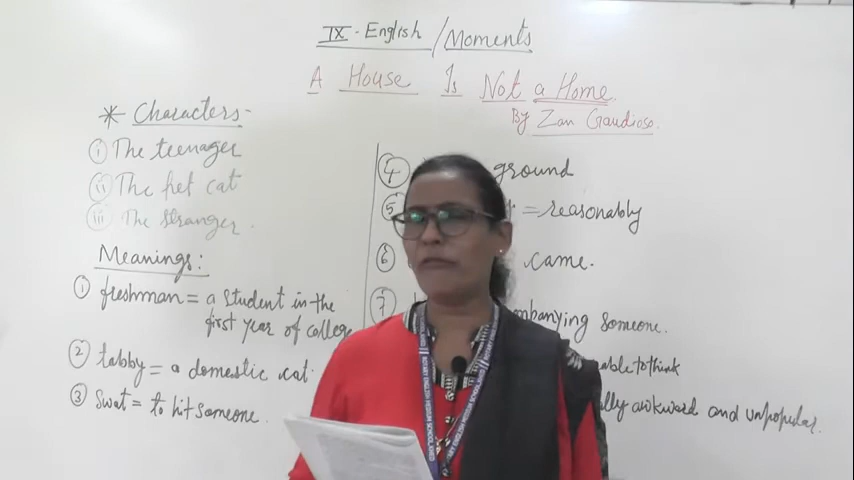 IX - English / Moments
A House Is Not a Home
By Zan Gaudioso.
* Characters -
(i) The teenager
(ii) The pet cat
(iii) The stranger.
Meanings:
① freshman = a student in the
first year of college
② tabby = a domestic cat.
③ swat = to hit someone.
④ ground
⑤ = reasonably
⑥ came.
⑦ mpanying someone.
able to think
lly awkward and unpopular.